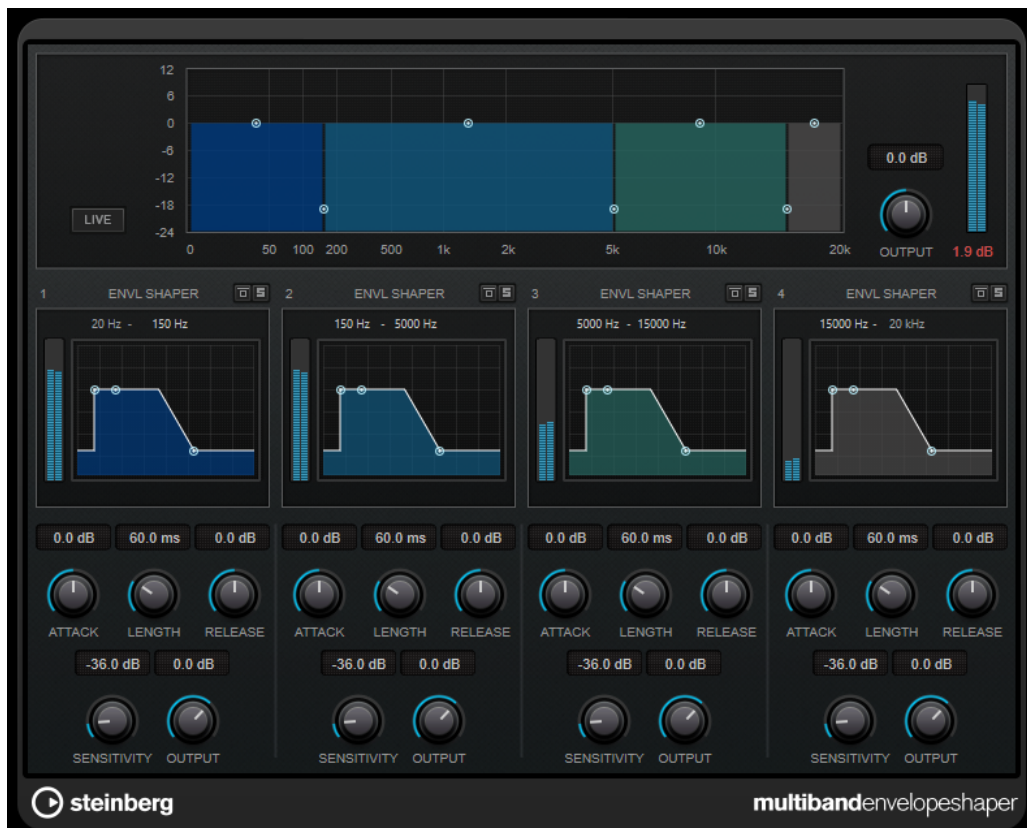 12
6
0
-6
-12
-18
-24
LIVE
0 50 100 200 500 1k 2k 5k 10k 20k
0.0 dB
OUTPUT 1.9 dB
1 ENVL SHAPER S 2 ENVL SHAPER S 3 ENVL SHAPER S 4 ENVL SHAPER S
20 Hz - 150 Hz 150 Hz - 5000 Hz 5000 Hz - 15000 Hz 15000 Hz - 20 kHz
0.0 dB 60.0 ms 0.0 dB 0.0 dB 60.0 ms 0.0 dB 0.0 dB 60.0 ms 0.0 dB 0.0 dB 60.0 ms 0.0 dB
ATTACK LENGTH RELEASE ATTACK LENGTH RELEASE ATTACK LENGTH RELEASE ATTACK LENGTH RELEASE
-36.0 dB 0.0 dB -36.0 dB 0.0 dB -36.0 dB 0.0 dB -36.0 dB 0.0 dB
SENSITIVITY OUTPUT SENSITIVITY OUTPUT SENSITIVITY OUTPUT SENSITIVITY OUTPUT
steinberg multibandenvelopeshaper